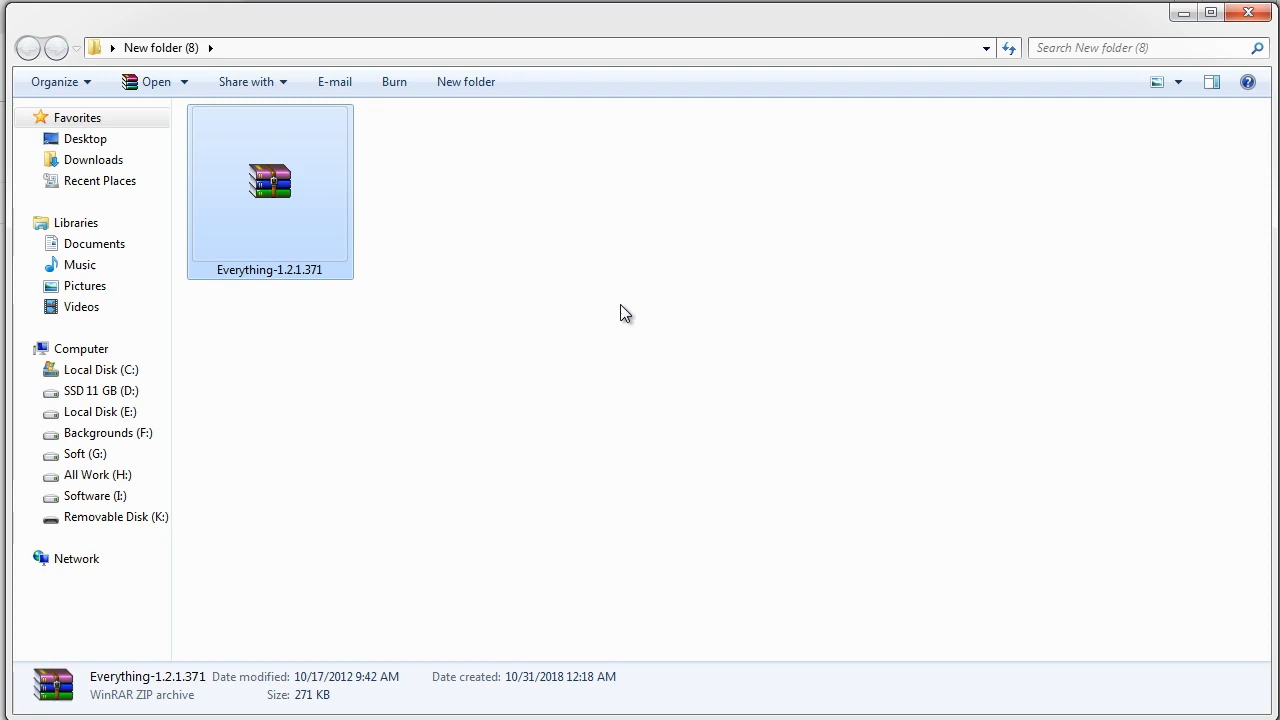 New folder (8)
Search New folder (8)
Organize Open Share with E-mail Burn New folder
Favorites
Desktop
Downloads
Recent Places
Libraries
Documents
Music
Pictures
Videos
Computer
Local Disk (C:)
SSD 11 GB (D:)
Local Disk (E:)
Backgrounds (F:)
Soft (G:)
All Work (H:)
Software (I:)
Removable Disk (K:)
Network
Everything-1.2.1.371
Everything-1.2.1.371 Date modified: 10/17/2012 9:42 AM Date created: 10/31/2018 12:18 AM
WinRAR ZIP archive Size: 271 KB